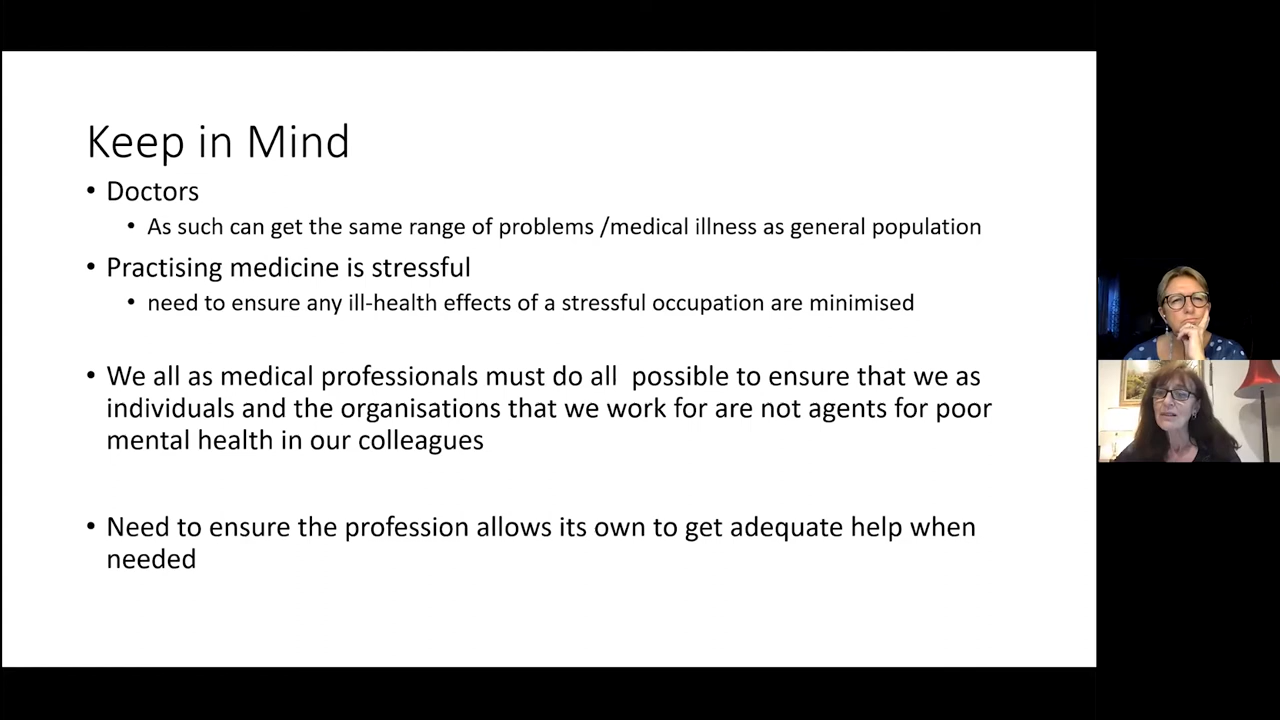 Keep in Mind
• Doctors
• As such can get the same range of problems /medical illness as general population
• Practising medicine is stressful
• need to ensure any ill-health effects of a stressful occupation are minimised
• We all as medical professionals must do all  possible to ensure that we as
individuals and the organisations that we work for are not agents for poor
mental health in our colleagues
• Need to ensure the profession allows its own to get adequate help when
needed